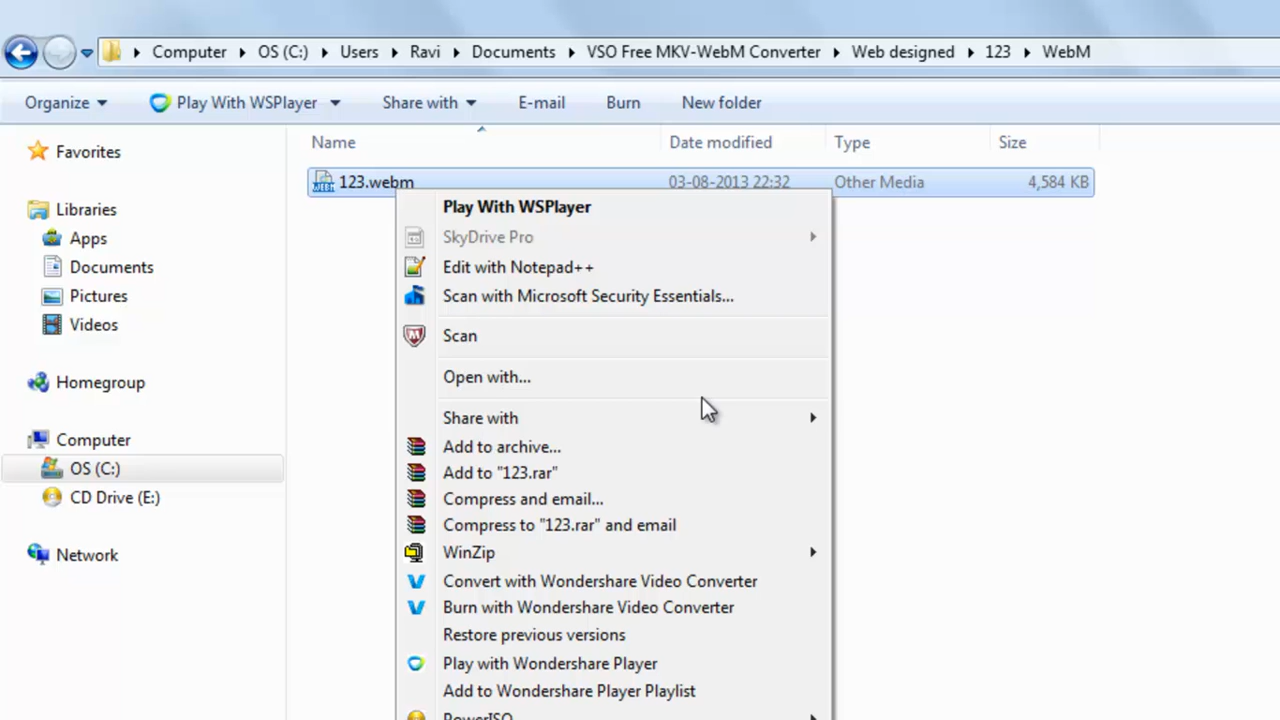 Computer OS (C:) Users Ravi Documents VSO Free MKV-WebM Converter Web designed 123 WebM
Organize Play With WSPlayer Share with E-mail Burn New folder
Name Date modified Type Size
Favorites
123.webm 03-08-2013 22:32 Other Media 4,584 KB
Libraries
Apps
Documents
Pictures
Videos
Homegroup
Computer
OS (C:)
CD Drive (E:)
Network
Play With WSPlayer
SkyDrive Pro
Edit with Notepad++
Scan with Microsoft Security Essentials...
Scan
Open with...
Share with
Add to archive...
Add to "123.rar"
Compress and email...
Compress to "123.rar" and email
WinZip
Convert with Wondershare Video Converter
Burn with Wondershare Video Converter
Restore previous versions
Play with Wondershare Player
Add to Wondershare Player Playlist
PowerISO